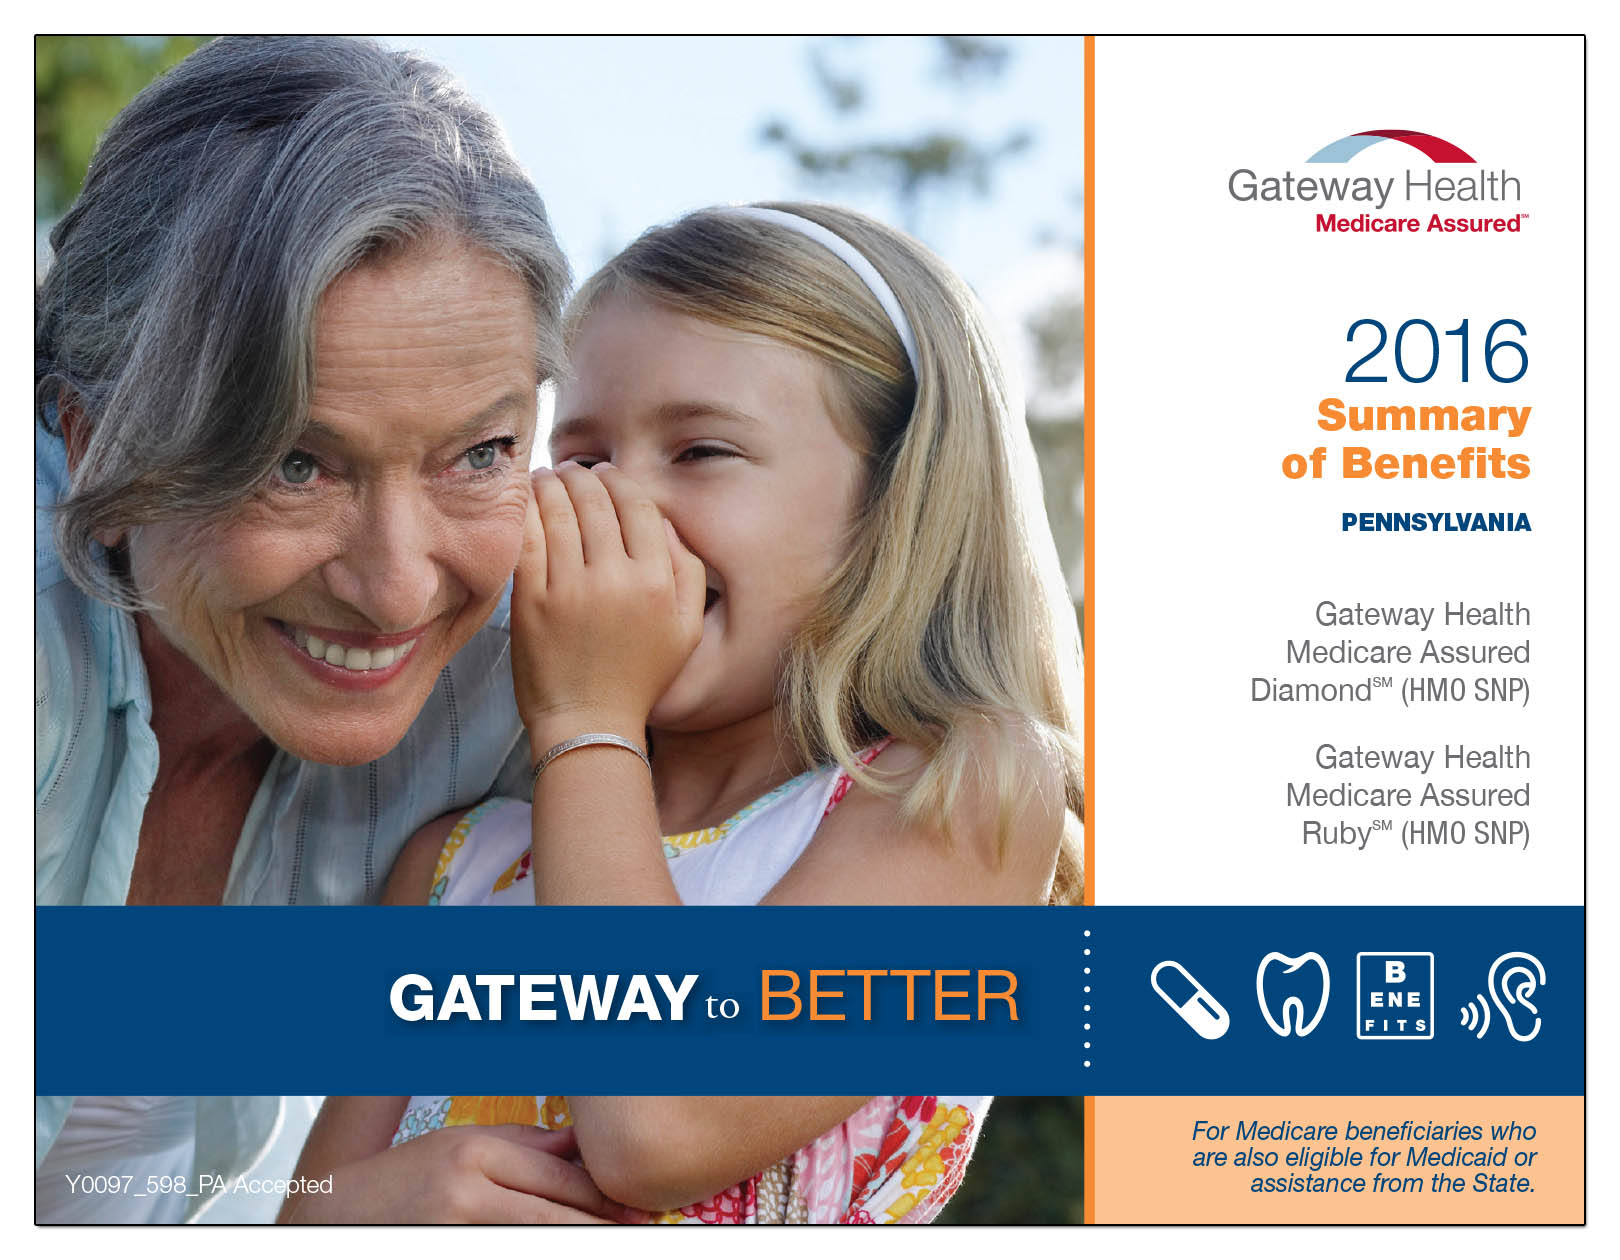 Gateway Health
Medicare Assured℠
2016
Summary
of Benefits
PENNSYLVANIA
Gateway Health
Medicare Assured
Diamond℠ (HMO SNP)
Gateway Health
Medicare Assured
Ruby℠ (HMO SNP)
GATEWAY to BETTER
B
ENE
FITS
For Medicare beneficiaries who
are also eligible for Medicaid or
assistance from the State.
Y0097_598_PA Accepted